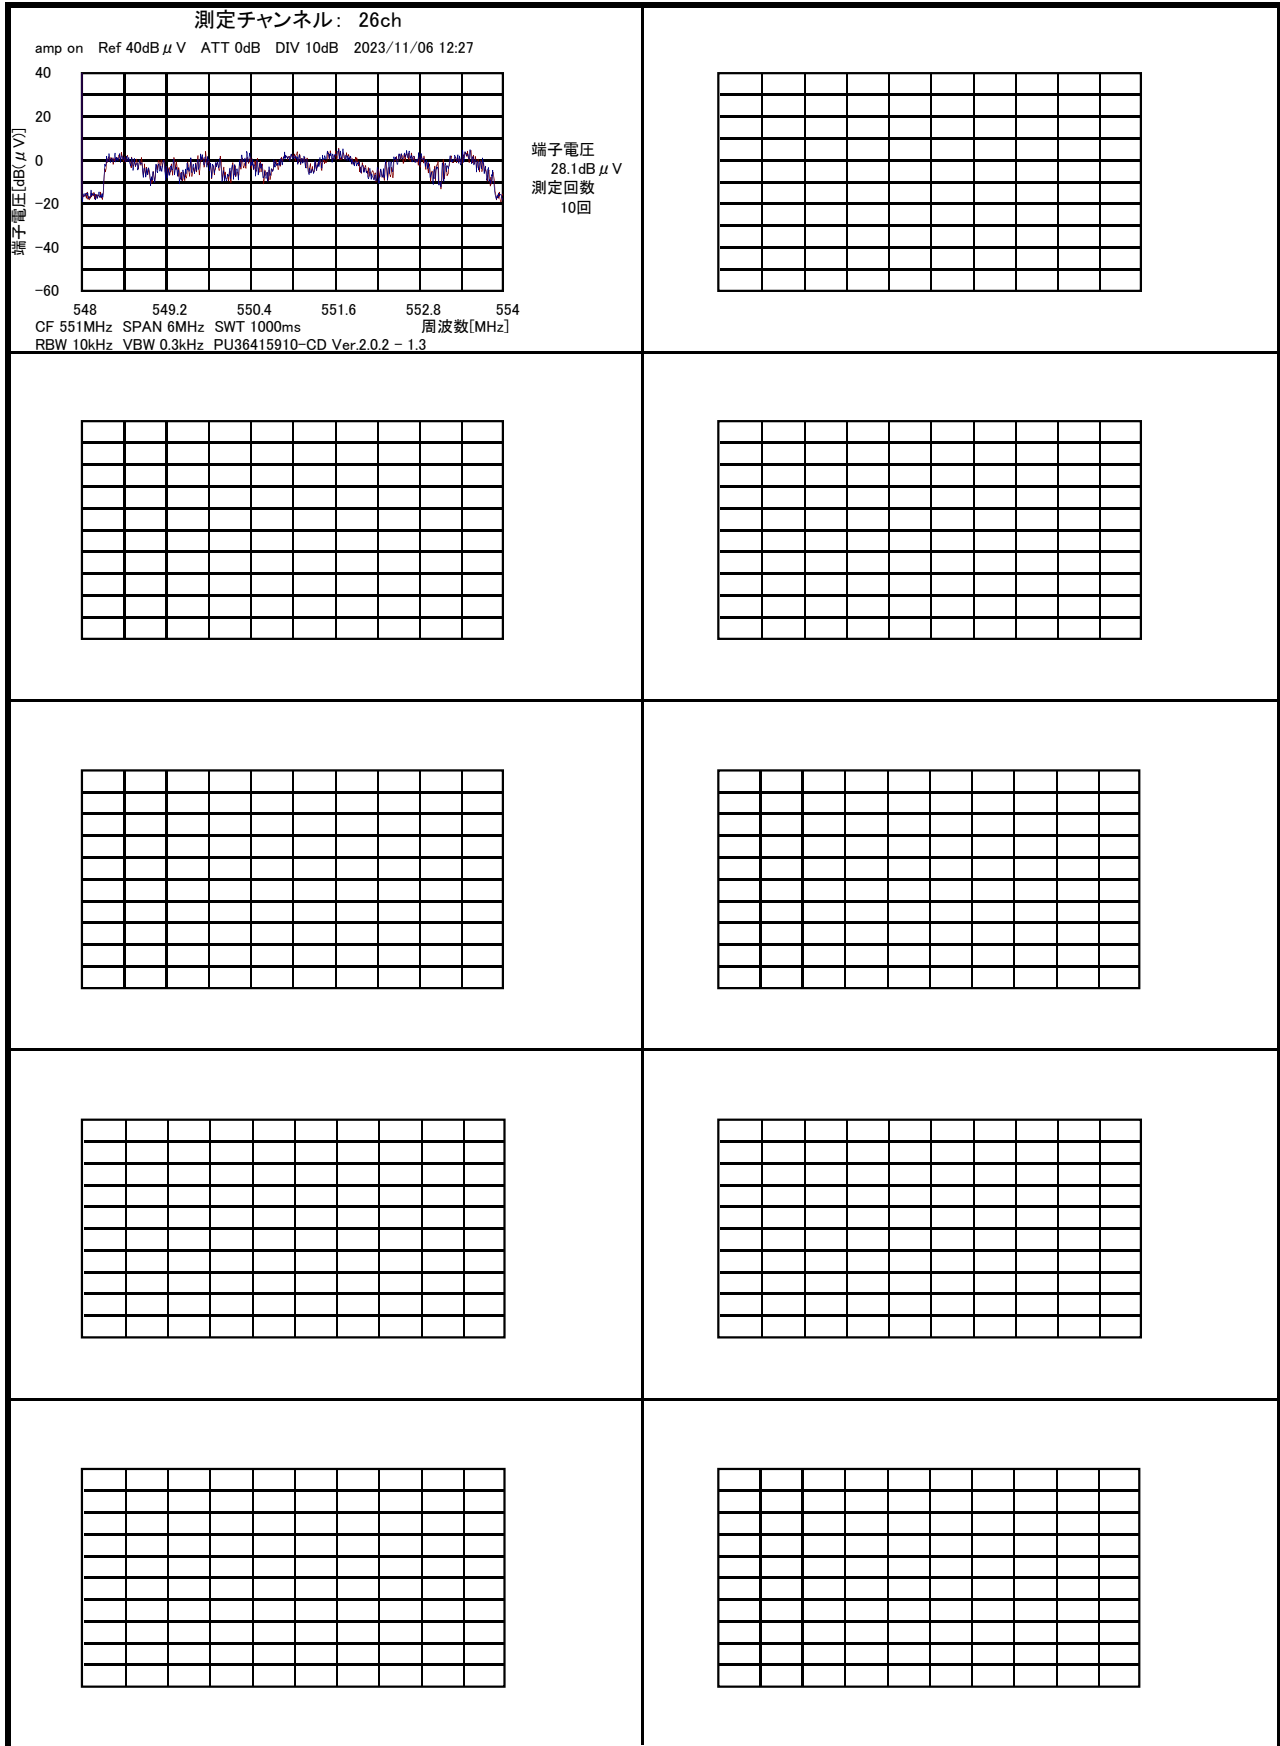 測定チャンネル: 26ch
amp on Ref 40dBμV ATT 0dB DIV 10dB 2023/11/06 12:27
端子電圧[dB(μV)]
40
20
0
-20
-40
-60
548 549.2 550.4 551.6 552.8 554
周波数[MHz]
CF 551MHz SPAN 6MHz SWT 1000ms
RBW 10kHz VBW 0.3kHz PU36415910-CD Ver.2.0.2 - 1.3
端子電圧
28.1dBμV
測定回数
10回